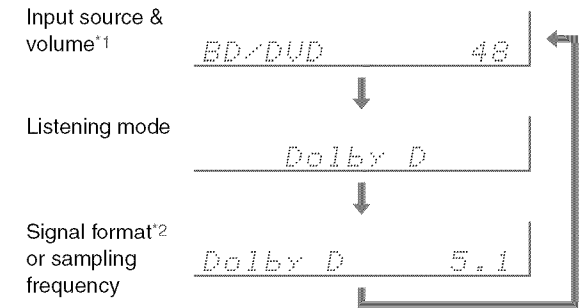 Input source &
volume*1
BD/DVD 48
Listening mode
Dolby D
Signal format*2
or sampling
frequency
Dolby D 5.1